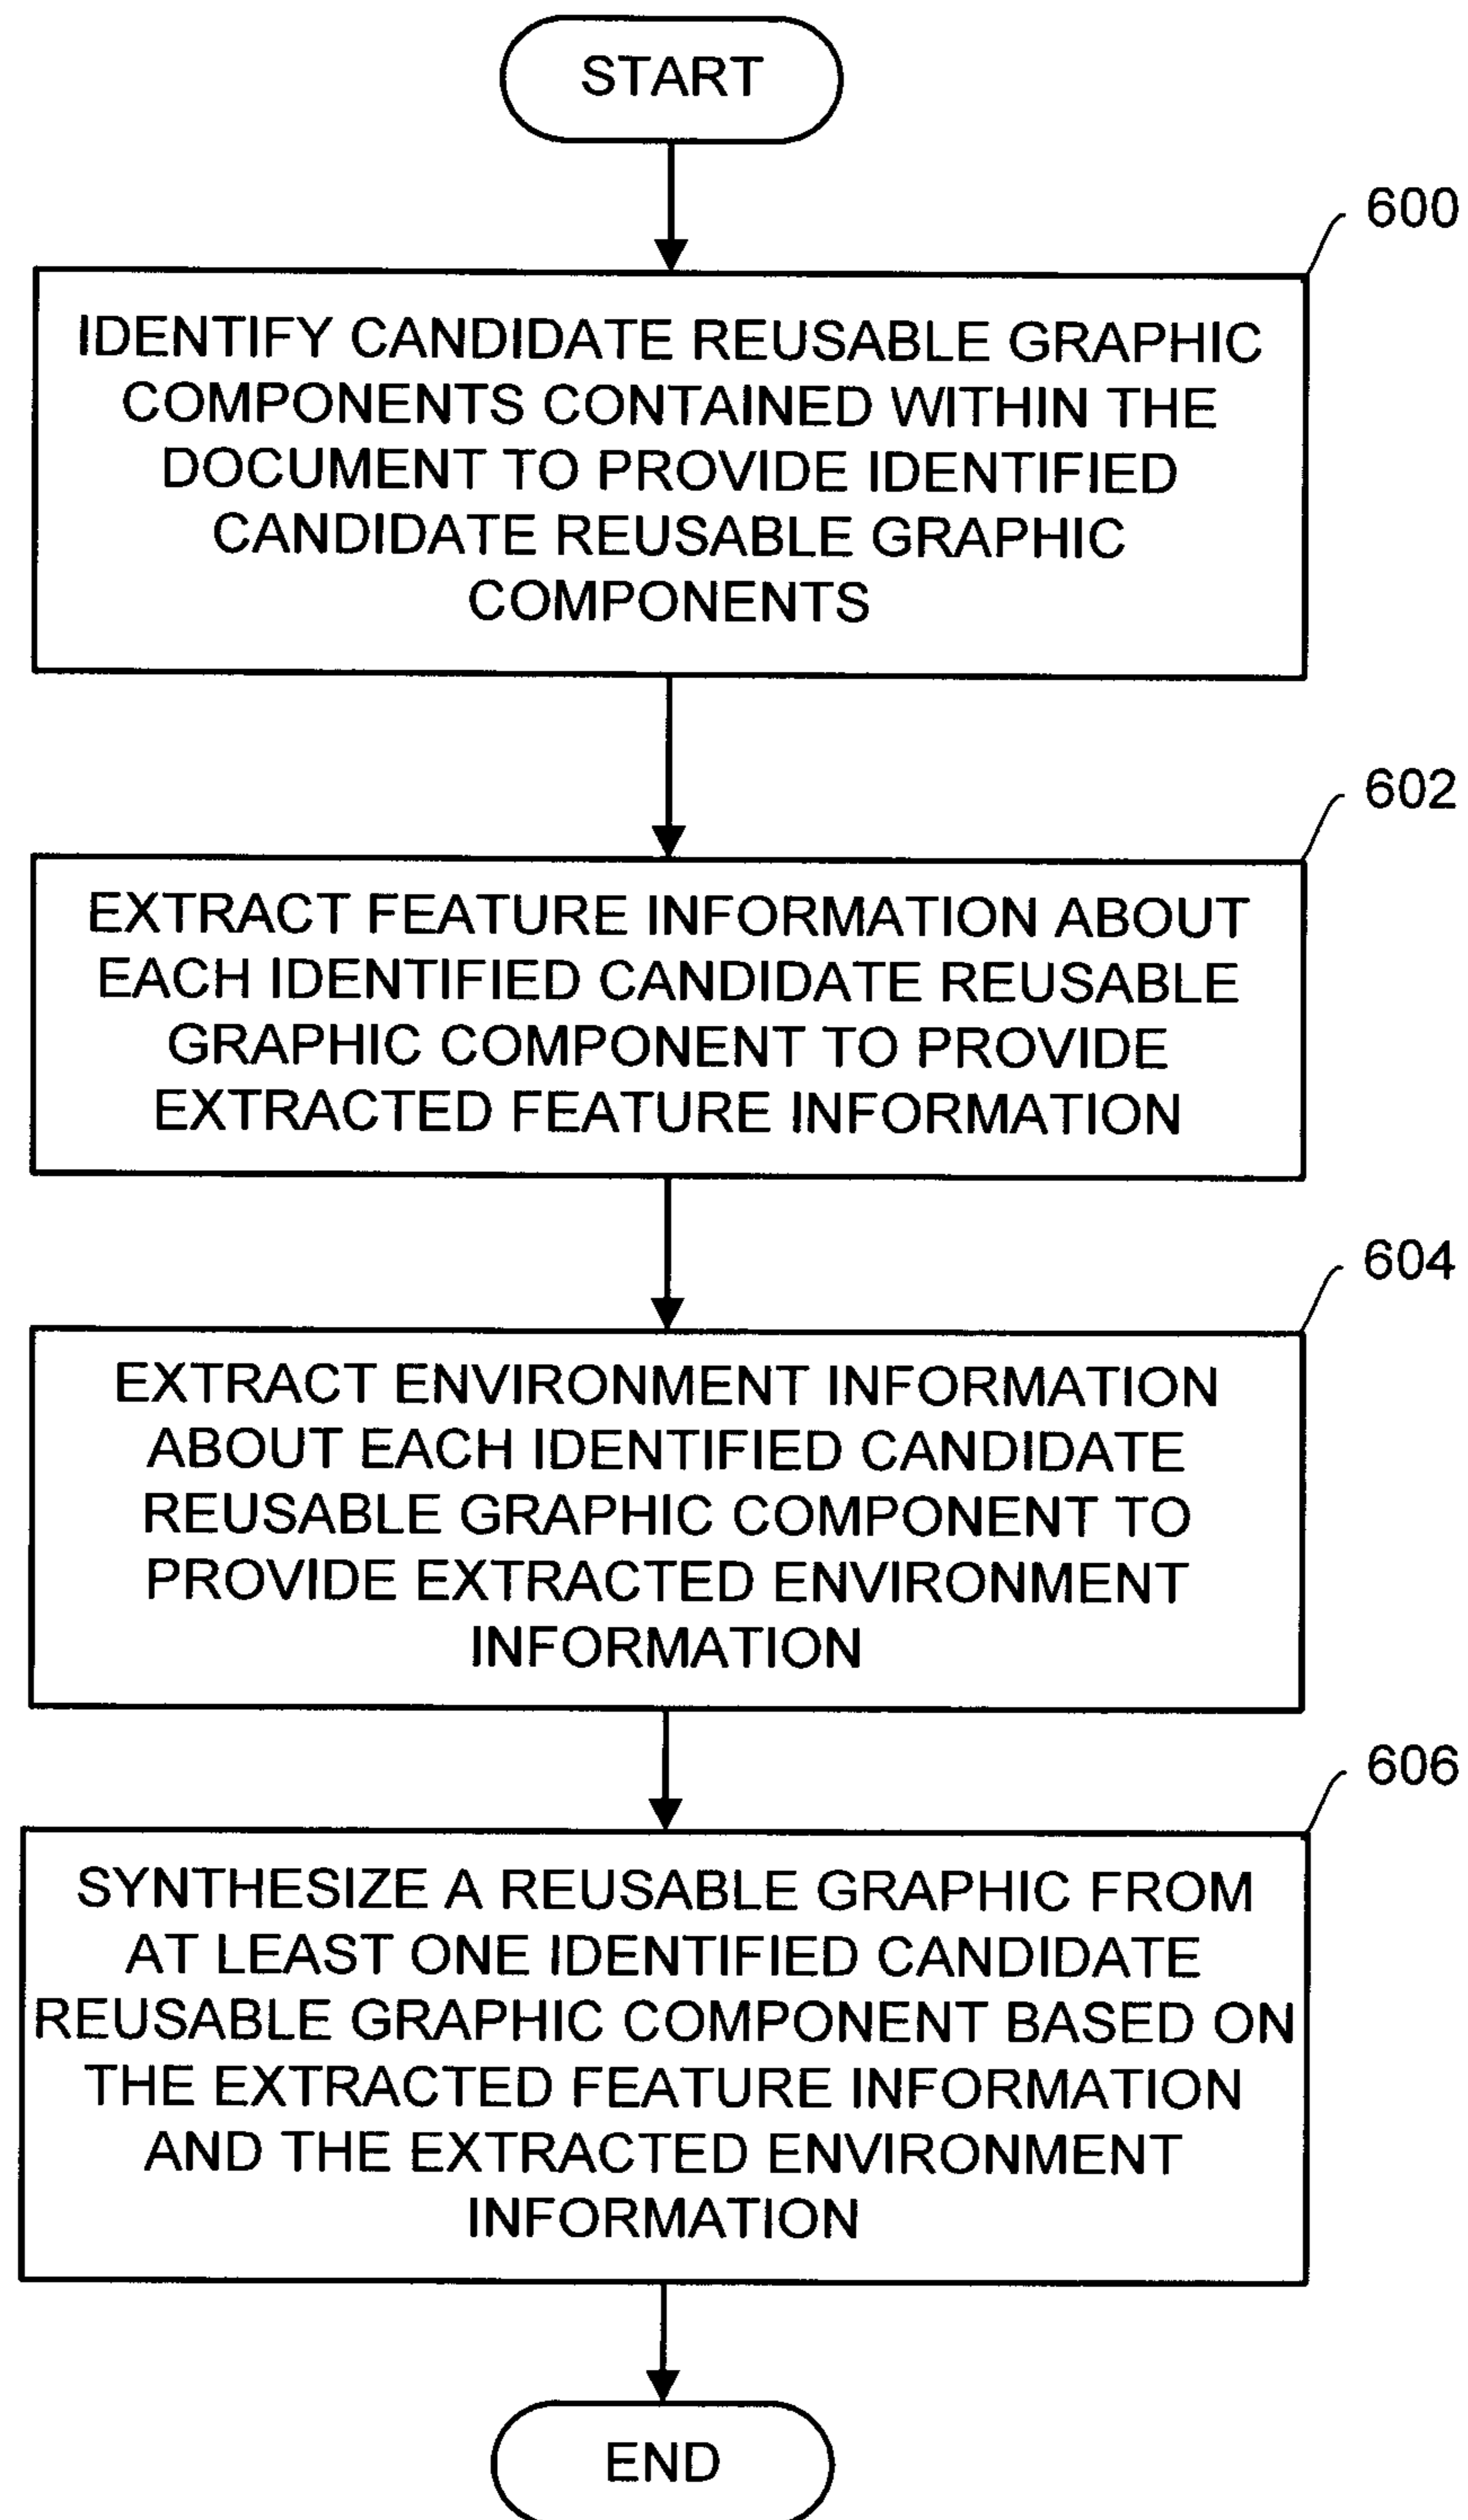 START
600
IDENTIFY CANDIDATE REUSABLE GRAPHIC
COMPONENTS CONTAINED WITHIN THE
DOCUMENT TO PROVIDE IDENTIFIED
CANDIDATE REUSABLE GRAPHIC
COMPONENTS
602
EXTRACT FEATURE INFORMATION ABOUT
EACH IDENTIFIED CANDIDATE REUSABLE
GRAPHIC COMPONENT TO PROVIDE
EXTRACTED FEATURE INFORMATION
604
EXTRACT ENVIRONMENT INFORMATION
ABOUT EACH IDENTIFIED CANDIDATE
REUSABLE GRAPHIC COMPONENT TO
PROVIDE EXTRACTED ENVIRONMENT
INFORMATION
606
SYNTHESIZE A REUSABLE GRAPHIC FROM
AT LEAST ONE IDENTIFIED CANDIDATE
REUSABLE GRAPHIC COMPONENT BASED ON
THE EXTRACTED FEATURE INFORMATION
AND THE EXTRACTED ENVIRONMENT
INFORMATION
END